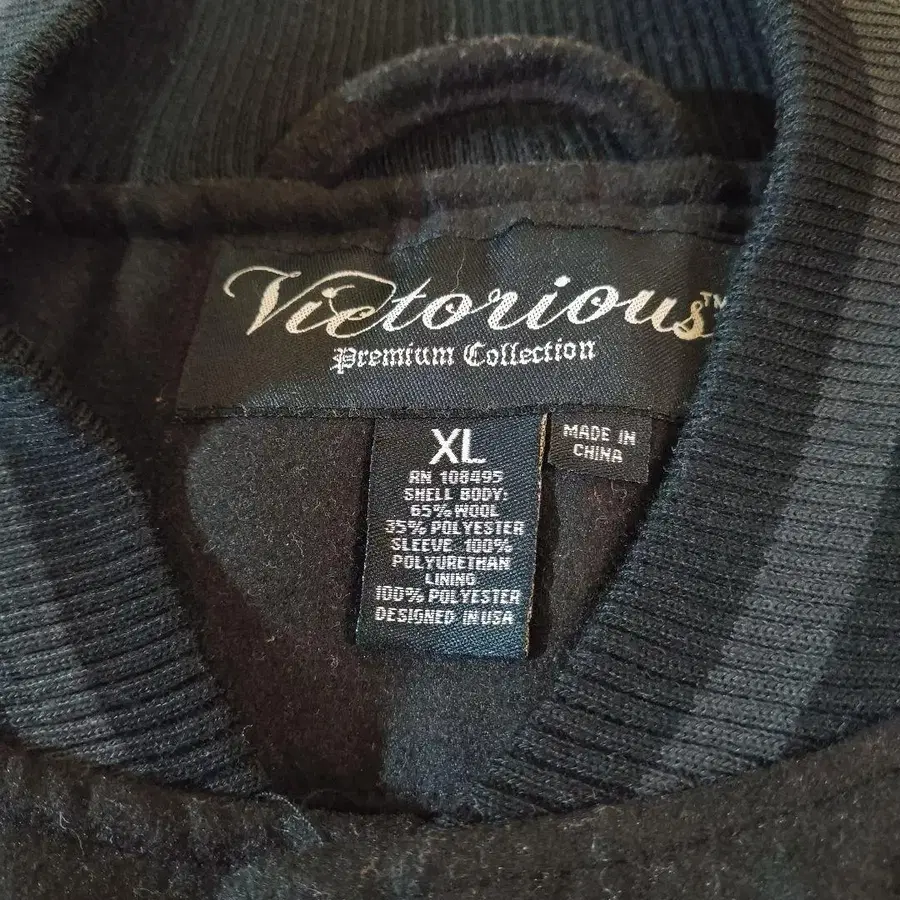 Victorious™
Premium Collection
XL
RN 108495
SHELL BODY:
65% WOOL
35% POLYESTER
SLEEVE 100%
POLYURETHAN
LINING
100% POLYESTER
DESIGNED IN USA
MADE IN
CHINA